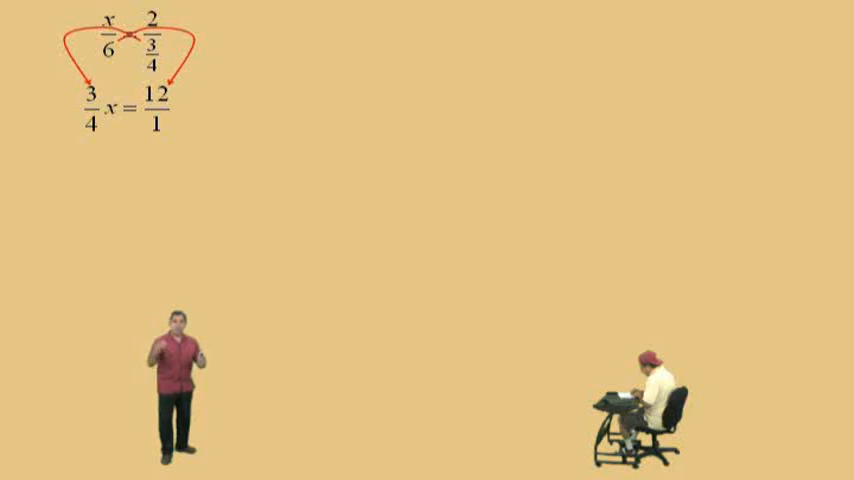 x/6 = 2/(3/4)
3/4 x = 12/1